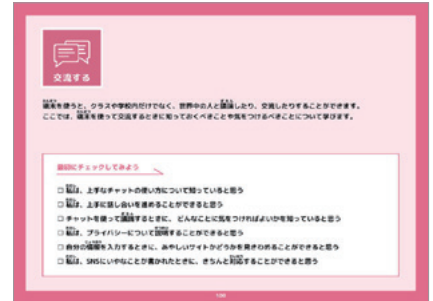 交流する
端末を使うと、クラスや学校内だけでなく、世界中の人と議論したり、交流したりすることができます。
ここでは、端末を使って交流するときに知っておくべきことや気をつけるべきことについて学びます。
最初にチェックしてみよう
□ 私は、上手なチャットの使い方について知っていると思う
□ 私は、上手に話し合いを進めることができると思う
□ チャットを使って議論するときに、どんなことに気をつければよいかを知っていると思う
□ 私は、プライバシーについて説明することができると思う
□ 自分の情報を入力するときに、あやしいサイトかどうかを見きわめることができると思う
□ 私は、SNSにいやなことが書かれたときに、きちんと対応することができると思う